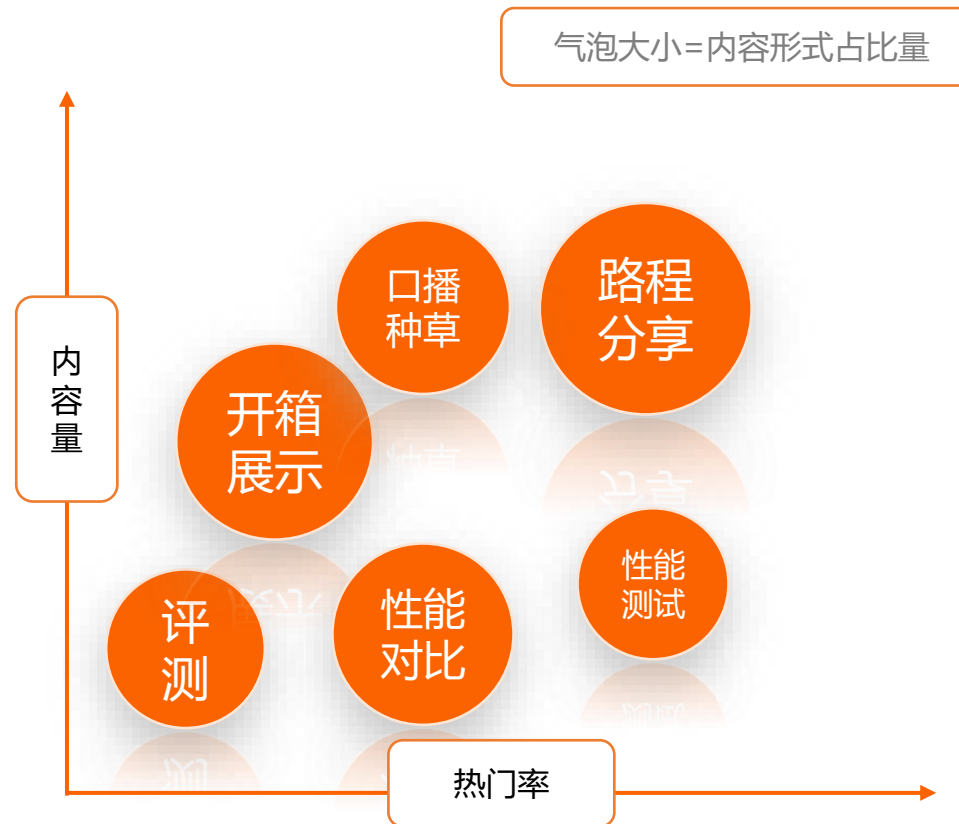 气泡大小=内容形式占比量
口播
种草
路程
分享
内
容
量
开箱
展示
性能
测试
评
测
性能
对比
热门率